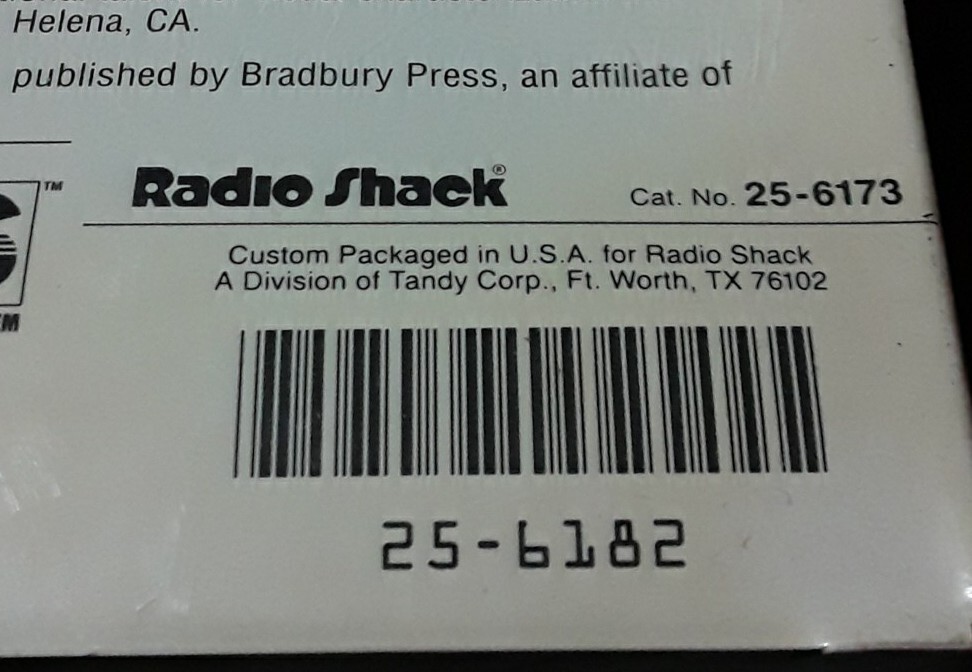 Helena, CA.
published by Bradbury Press, an affiliate of
TM
Radio Shack®
Cat. No. 25-6173
Custom Packaged in U.S.A. for Radio Shack
A Division of Tandy Corp., Ft. Worth, TX 76102
25-6182